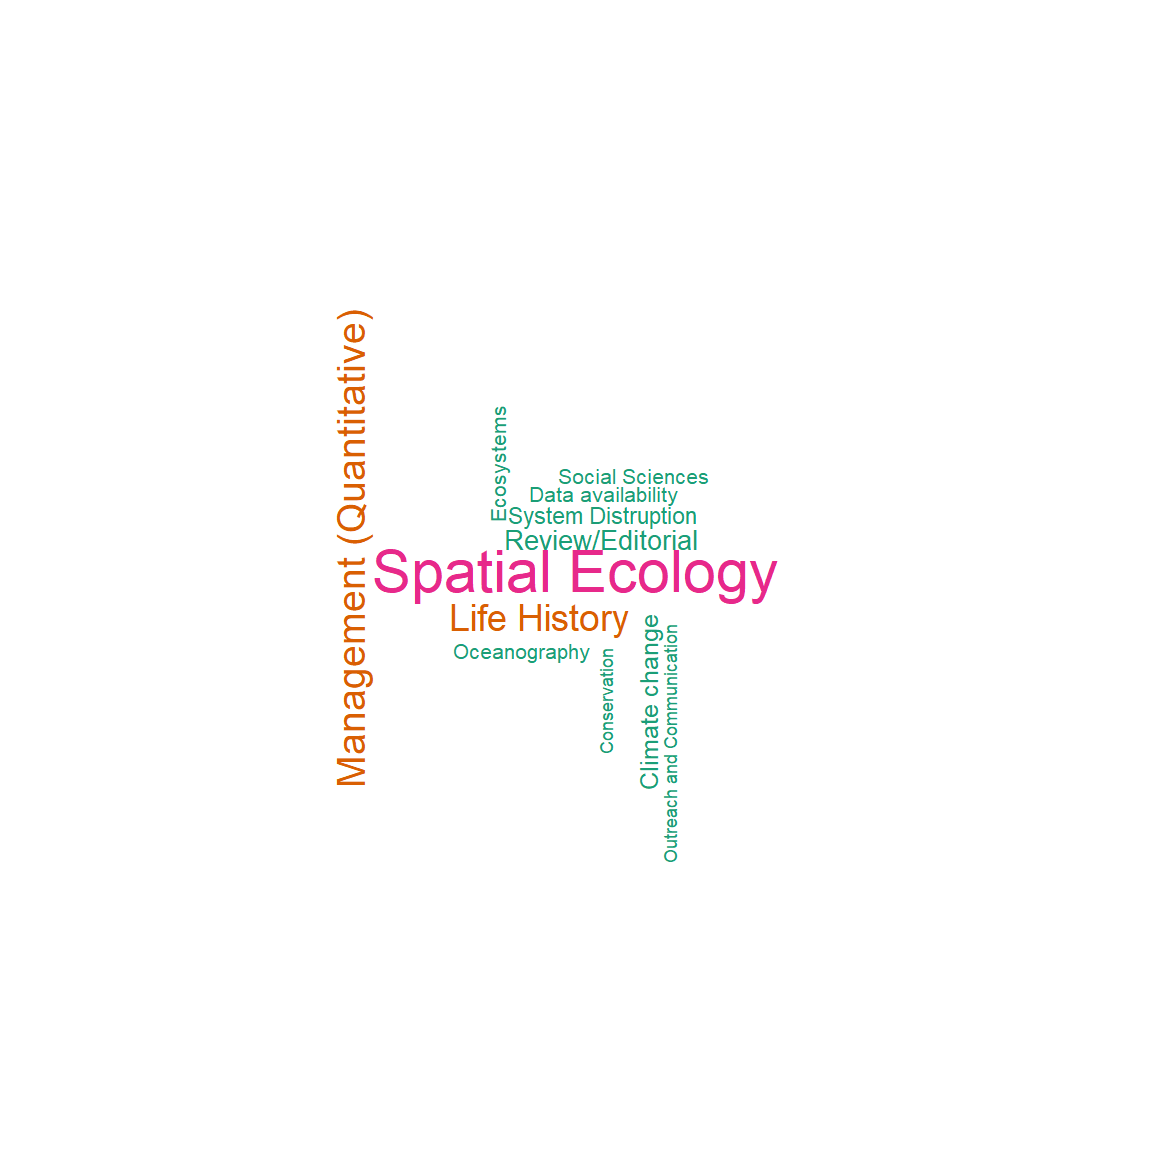 Management (Quantitative)
Ecosystems
Social Sciences
Data availability
System Distruption
Review/Editorial
Spatial Ecology
Life History
Oceanography
Conservation
Climate change
Outreach and Communication